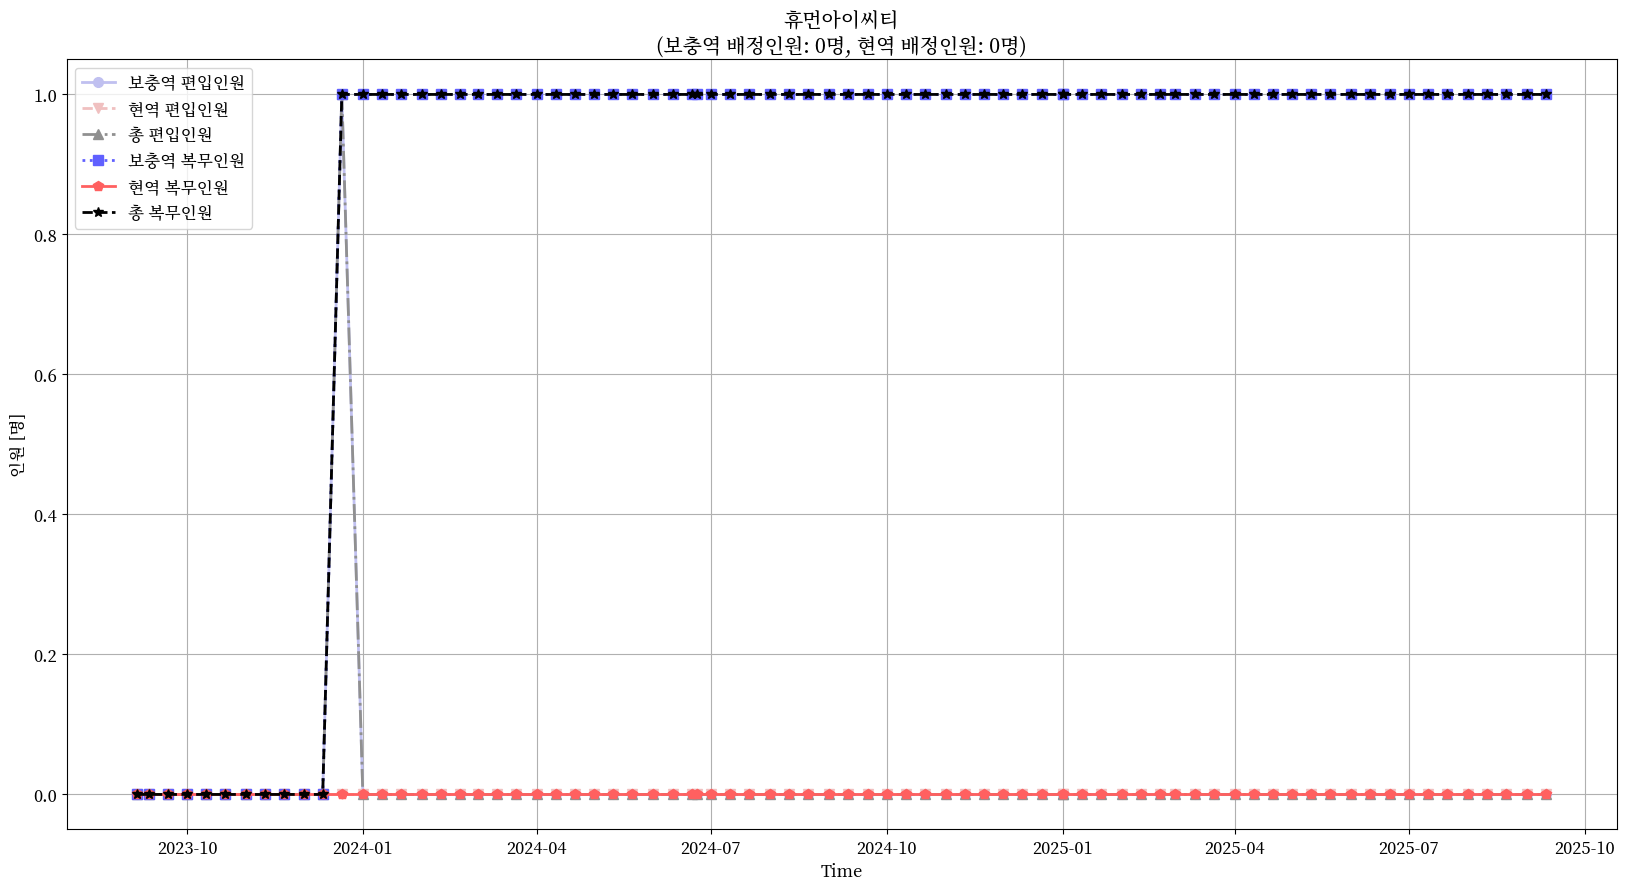 휴먼아이씨티
(보충역 배정인원: 0명, 현역 배정인원: 0명)
보충역 편입인원
현역 편입인원
총 편입인원
보충역 복무인원
현역 복무인원
총 복무인원
1.0
0.8
0.6
0.4
0.2
0.0
인원 [명]
2023-10
2024-01
2024-04
2024-07
2024-10
2025-01
2025-04
2025-07
2025-10
Time